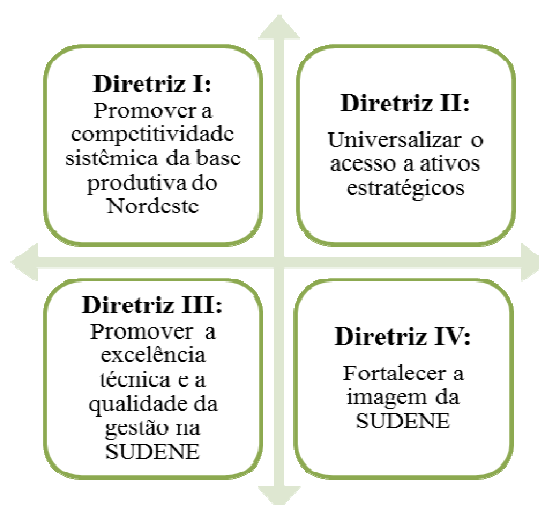 Diretriz I:
Promover a
competitividade
sistêmica da base
produtiva do
Nordeste
Diretriz II:
Universalizar o
acesso a ativos
estratégicos
Diretriz III:
Promover a
excelência
técnica e a
qualidade da
gestão na
SUDENE
Diretriz IV:
Fortalecer a
imagem da
SUDENE